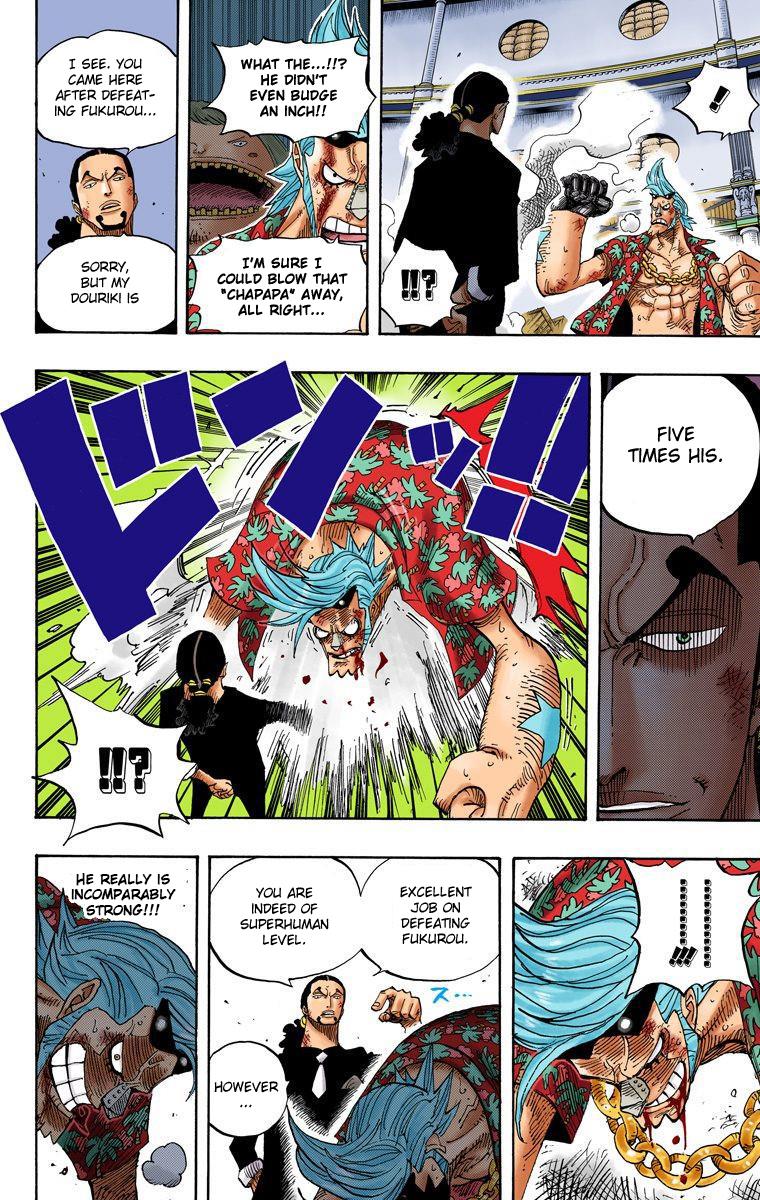 !
!!?
WHAT THE...!!?
HE DIDN'T
EVEN BUDGE
AN INCH!!
I'M SURE I
COULD BLOW THAT
"CHAPAPA" AWAY,
ALL RIGHT...
I SEE. YOU
CAME HERE
AFTER DEFEAT-
ING FUKUROU...
SORRY,
BUT MY
DOURIKI IS
FIVE
TIMES HIS.
ドンッ!!
!!?
EXCELLENT
JOB ON
DEFEATING
FUKUROU.
YOU ARE
INDEED OF
SUPERHUMAN
LEVEL.
ス...
HOWEVER
...
HE REALLY IS
INCOMPARABLY
STRONG!!!